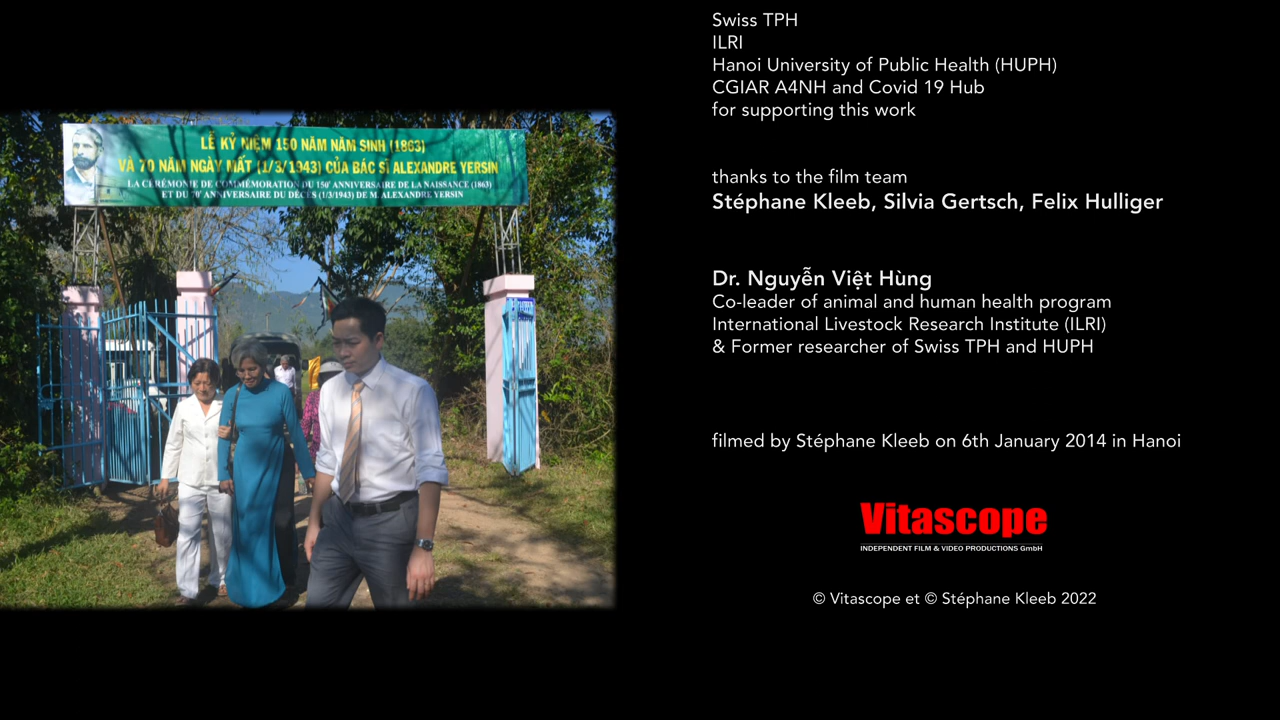 LỄ KỶ NIỆM 150 NĂM NĂM SINH (1863)
VÀ 70 NĂM NGÀY MẤT (1/3/1943) CỦA BÁC SĨ ALEXANDRE YERSIN
LA CÉRÉMONIE DE COMMÉMORATION DU 150e ANNIVERSAIRE DE LA NAISSANCE (1863)
ET DU 70e ANNIVERSAIRE DU DÉCÈS (1/3/1943) DE M. ALEXANDRE YERSIN
Swiss TPH
ILRI
Hanoi University of Public Health (HUPH)
CGIAR A4NH and Covid 19 Hub
for supporting this work
thanks to the film team
Stéphane Kleeb, Silvia Gertsch, Felix Hulliger
Dr. Nguyễn Việt Hùng
Co-leader of animal and human health program
International Livestock Research Institute (ILRI)
& Former researcher of Swiss TPH and HUPH
filmed by Stéphane Kleeb on 6th January 2014 in Hanoi
Vitascope
INDEPENDENT FILM & VIDEO PRODUCTIONS GmbH
© Vitascope et © Stéphane Kleeb 2022